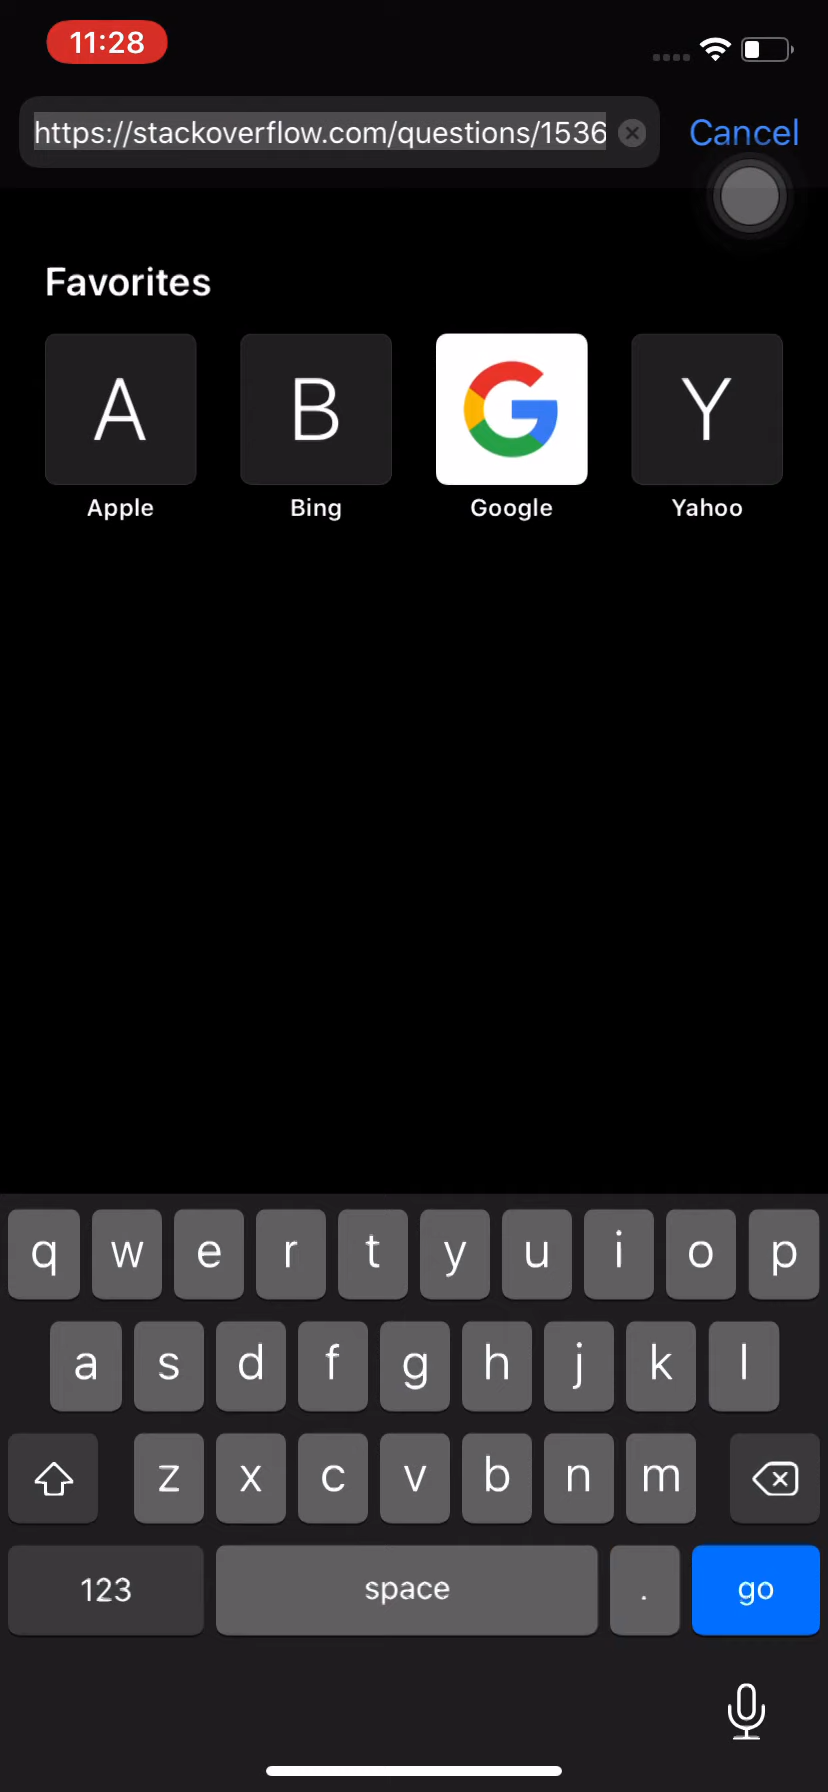 11:28
https://stackoverflow.com/questions/1536
Cancel
Favorites
A B Y
Apple Bing Google Yahoo
q w e r t y u i o p
a s d f g h j k l
z x c v b n m
123 space . go